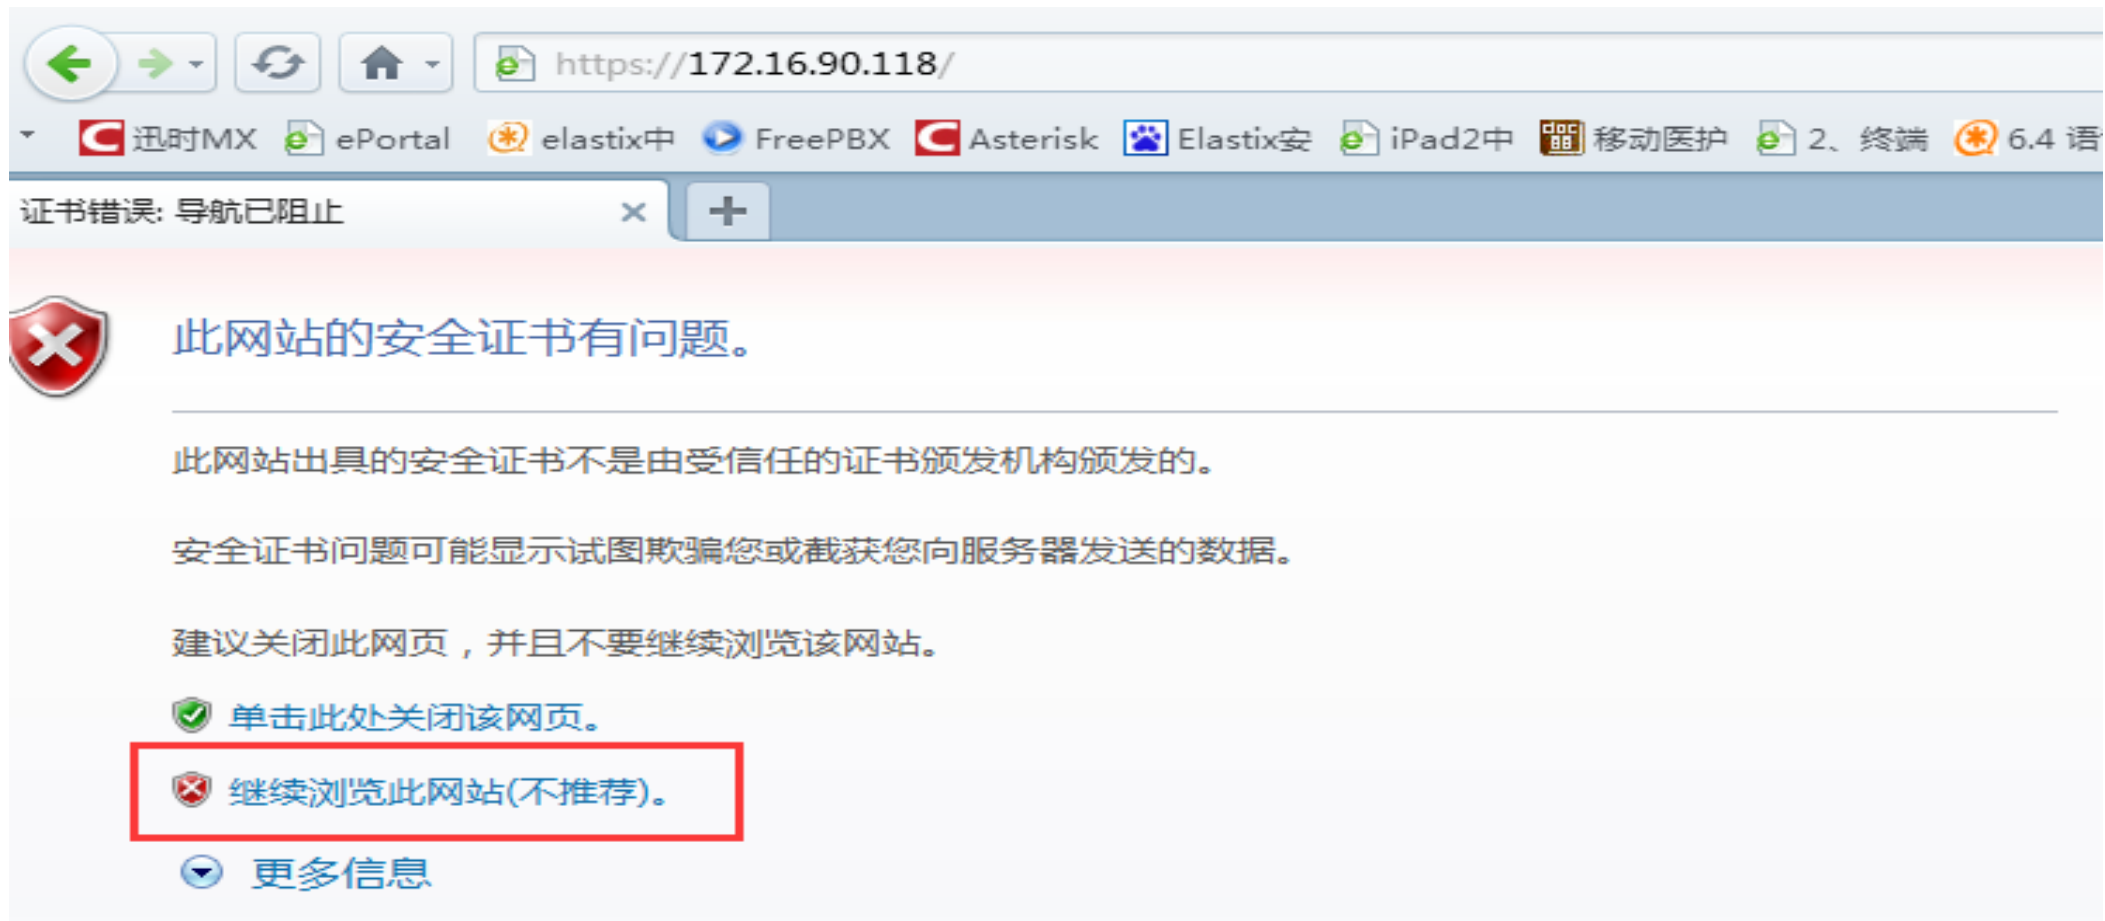 https://172.16.90.118/
迅时MX ePortal elastix中 FreePBX Asterisk Elastix安 iPad2中 移动医护 2、终端 6.4 语
证书错误: 导航已阻止
此网站的安全证书有问题。
此网站出具的安全证书不是由受信任的证书颁发机构颁发的。
安全证书问题可能显示试图欺骗您或截获您向服务器发送的数据。
建议关闭此网页，并且不要继续浏览该网站。
单击此处关闭该网页。
继续浏览此网站(不推荐)。
更多信息